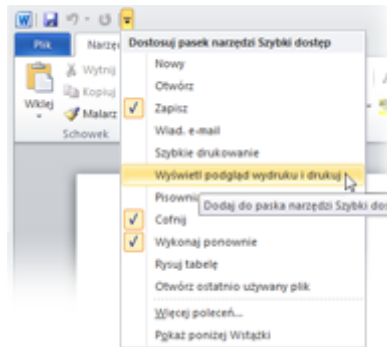 Plik
Narzę
Dostosuj pasek narzędzi Szybki dostęp
Wklej
Wytnij
Kopiuj
Malarz
Schowek
Nowy
Otwórz
Zapisz
Wiad. e-mail
Szybkie drukowanie
Wyświetl podgląd wydruku i drukuj
Pisowni
Dodaj do paska narzędzi Szybki dos
Cofnij
Wykonaj ponownie
Rysuj tabelę
Otwórz ostatnio używany plik
Więcej poleceń...
Pokaż poniżej Wstążki